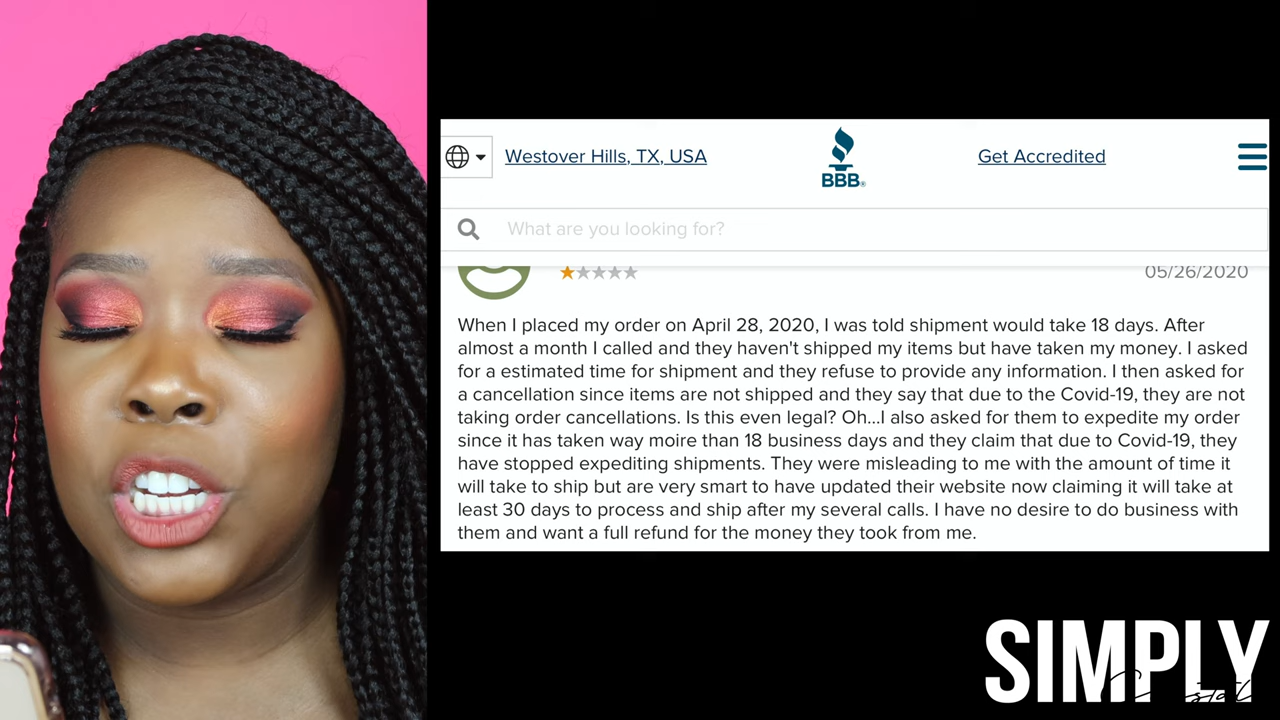 Westover Hills, TX, USA
BBB
Get Accredited
What are you looking for?
05/26/2020
When I placed my order on April 28, 2020, I was told shipment would take 18 days. After
almost a month I called and they haven't shipped my items but have taken my money. I asked
for a estimated time for shipment and they refuse to provide any information. I then asked for
a cancellation since items are not shipped and they say that due to the Covid-19, they are not
taking order cancellations. Is this even legal? Oh...I also asked for them to expedite my order
since it has taken way moire than 18 business days and they claim that due to Covid-19, they
have stopped expediting shipments. They were misleading to me with the amount of time it
will take to ship but are very smart to have updated their website now claiming it will take at
least 30 days to process and ship after my several calls. I have no desire to do business with
them and want a full refund for the money they took from me.
SIMPLY